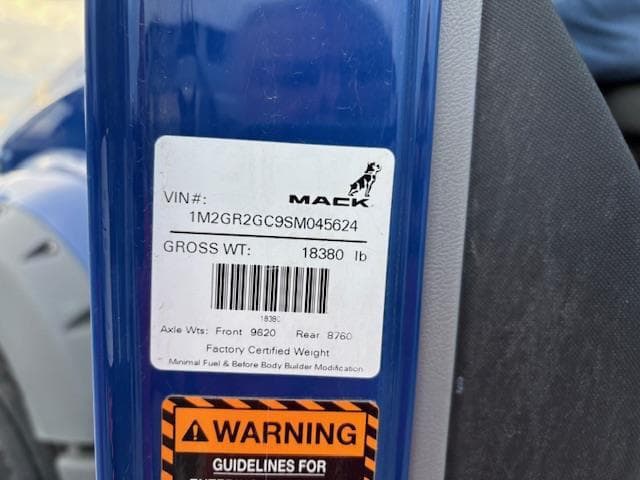 VIN#:
MACK
1M2GR2GC9SM045624
GROSS WT: 18380 lb
18380
Axle Wts: Front 9620 Rear 8760
Factory Certified Weight
Minimal Fuel & Before Body Builder Modification
WARNING
GUIDELINES FOR